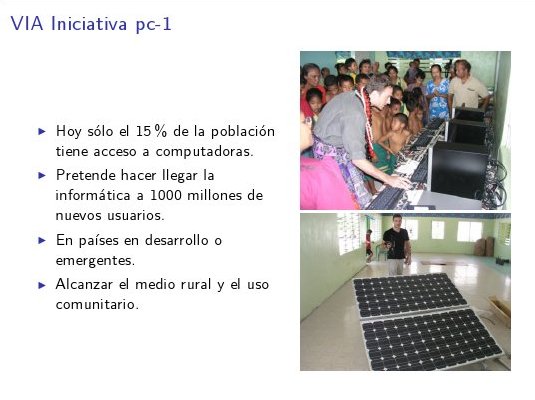 VIA Iniciativa pc-1
Hoy sólo el 15 % de la población
tiene acceso a computadoras.
Pretende hacer llegar la
informática a 1000 millones de
nuevos usuarios.
En países en desarrollo o
emergentes.
Alcanzar el medio rural y el uso
comunitario.